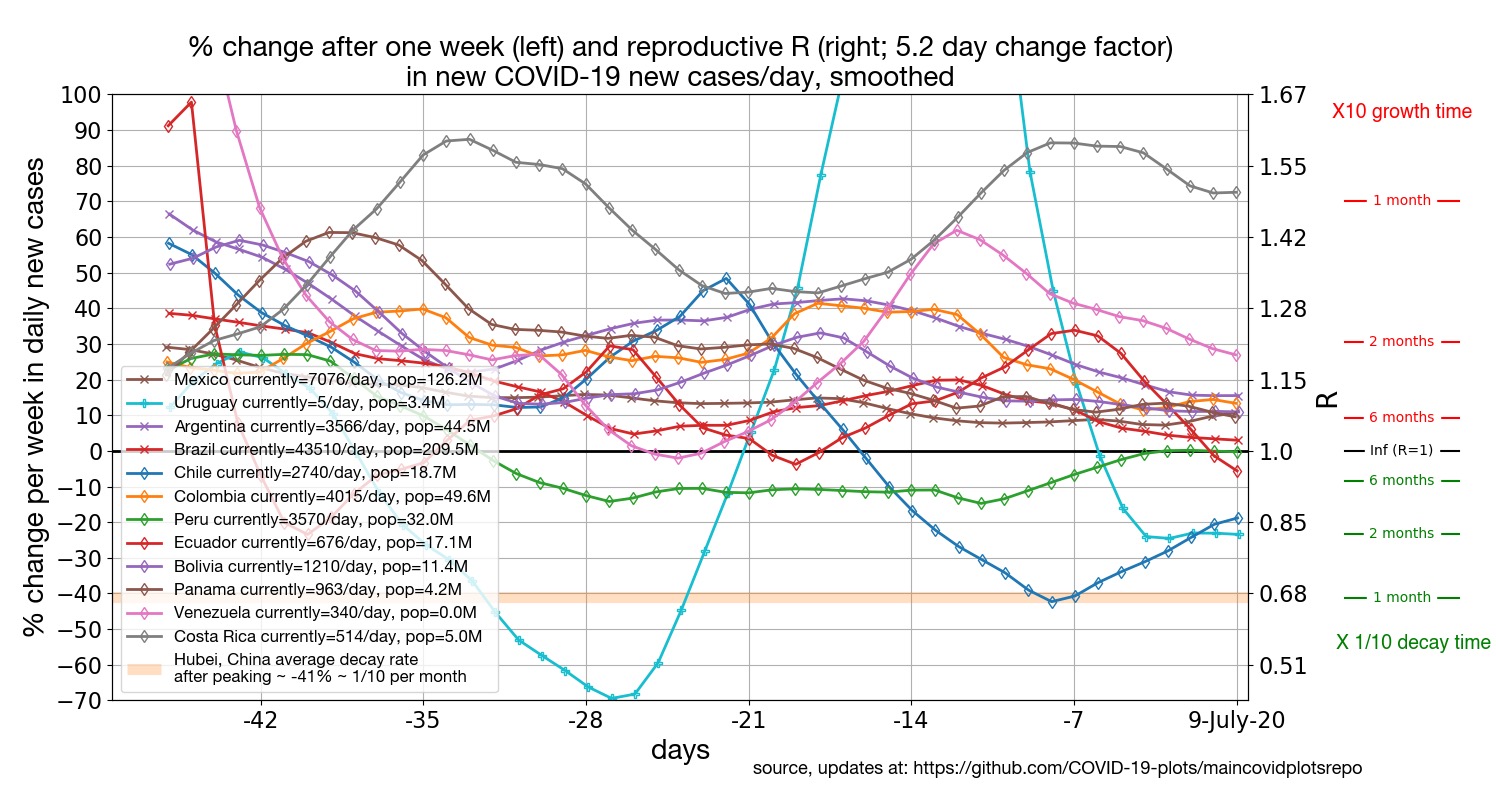 % change after one week (left) and reproductive R (right; 5.2 day change factor)
in new COVID-19 new cases/day, smoothed
% change per week in daily new cases
100
90
80
70
60
50
40
30
20
10
0
−10
−20
−30
−40
−50
−60
−70
Mexico currently=7076/day, pop=126.2M
Uruguay currently=5/day, pop=3.4M
Argentina currently=3566/day, pop=44.5M
Brazil currently=43510/day, pop=209.5M
Chile currently=2740/day, pop=18.7M
Colombia currently=4015/day, pop=49.6M
Peru currently=3570/day, pop=32.0M
Ecuador currently=676/day, pop=17.1M
Bolivia currently=1210/day, pop=11.4M
Panama currently=963/day, pop=4.2M
Venezuela currently=340/day, pop=0.0M
Costa Rica currently=514/day, pop=5.0M
Hubei, China average decay rate
after peaking ~ -41% ~ 1/10 per month
-42
-35
-28
-21
-14
-7
9-July-20
days
1.67
1.55
1.42
1.28
1.15
1.0
0.85
0.68
0.51
R
X10 growth time
1 month
2 months
6 months
Inf (R=1)
6 months
2 months
1 month
X 1/10 decay time
source, updates at: https://github.com/COVID-19-plots/maincovidplotsrepo